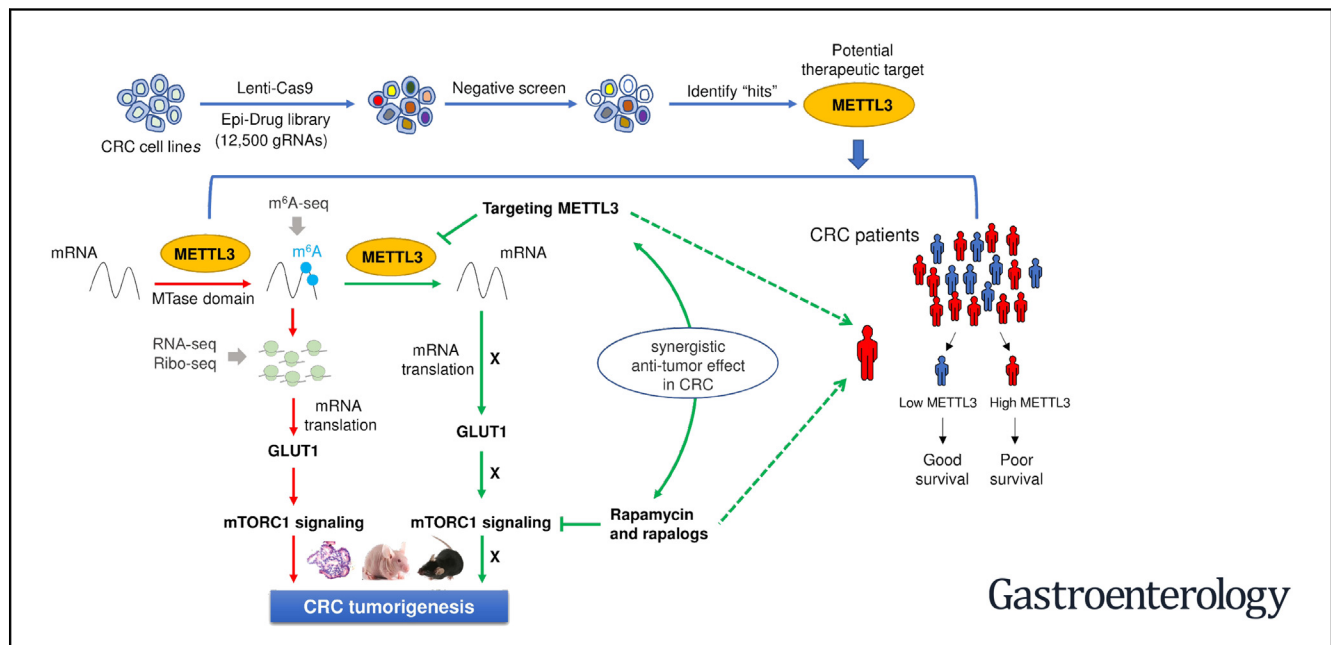 Lenti-Cas9
Epi-Drug library
(12,500 gRNAs)
CRC cell lines
Negative screen
Identify “hits”
Potential
therapeutic target
METTL3
m⁶A-seq
mRNA
METTL3
MTase domain
m⁶A
METTL3
mRNA
Targeting METTL3
CRC patients
RNA-seq
Ribo-seq
mRNA
translation
GLUT1
mTORC1 signaling
mRNA
translation
X
GLUT1
X
mTORC1 signaling
X
CRC tumorigenesis
synergistic
anti-tumor effect
in CRC
Rapamycin
and rapalogs
Low METTL3
High METTL3
Good
survival
Poor
survival
Gastroenterology